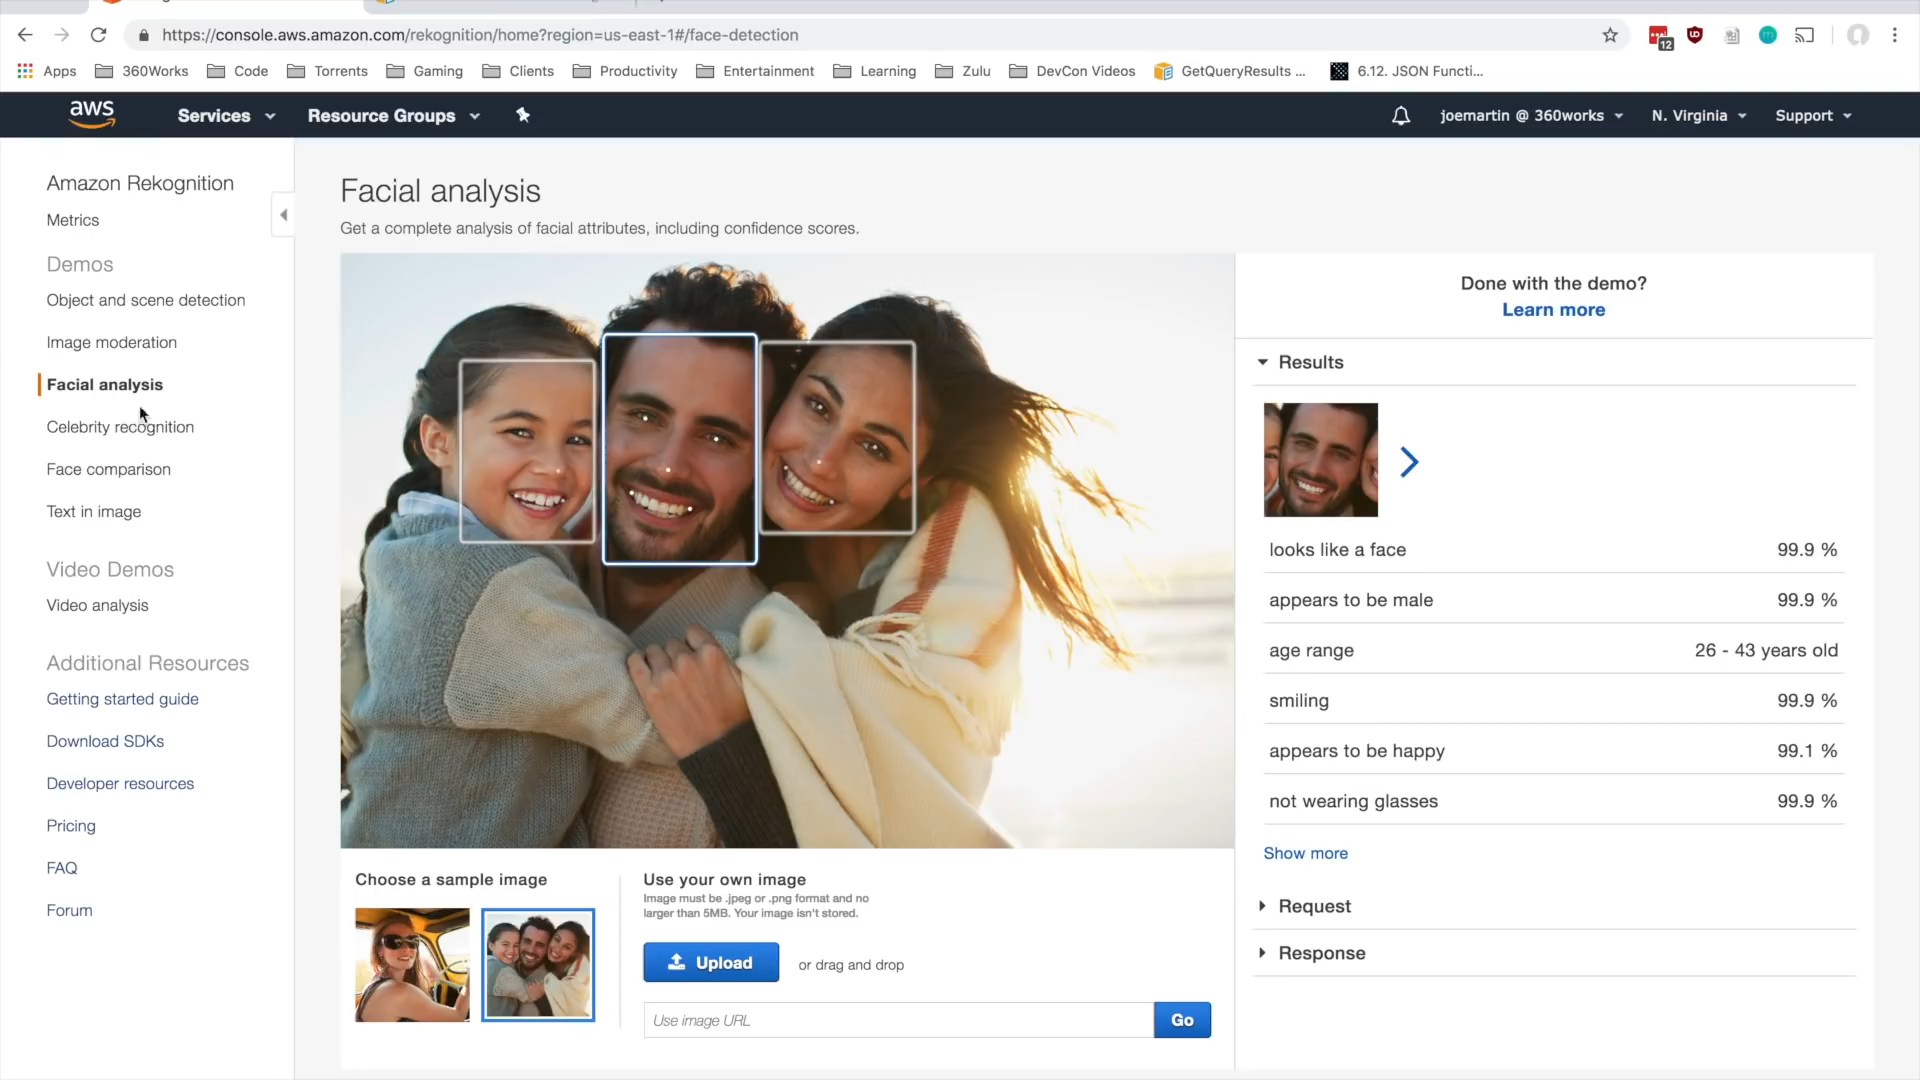 https://console.aws.amazon.com/rekognition/home?region=us-east-1#/face-detection
12
Apps 360Works Code Torrents Gaming Clients Productivity Entertainment Learning Zulu DevCon Videos GetQueryResults ... 6.12. JSON Functi...
aws Services Resource Groups joemartin @ 360works N. Virginia Support
Amazon Rekognition
Metrics
Demos
Object and scene detection
Image moderation
Facial analysis
Celebrity recognition
Face comparison
Text in image
Video Demos
Video analysis
Additional Resources
Getting started guide
Download SDKs
Developer resources
Pricing
FAQ
Forum
Facial analysis
Get a complete analysis of facial attributes, including confidence scores.
Choose a sample image
Use your own image
Image must be .jpeg or .png format and no
larger than 5MB. Your image isn't stored.
Upload or drag and drop
Use image URL Go
Done with the demo?
Learn more
Results
looks like a face 99.9 %
appears to be male 99.9 %
age range 26 - 43 years old
smiling 99.9 %
appears to be happy 99.1 %
not wearing glasses 99.9 %
Show more
Request
Response